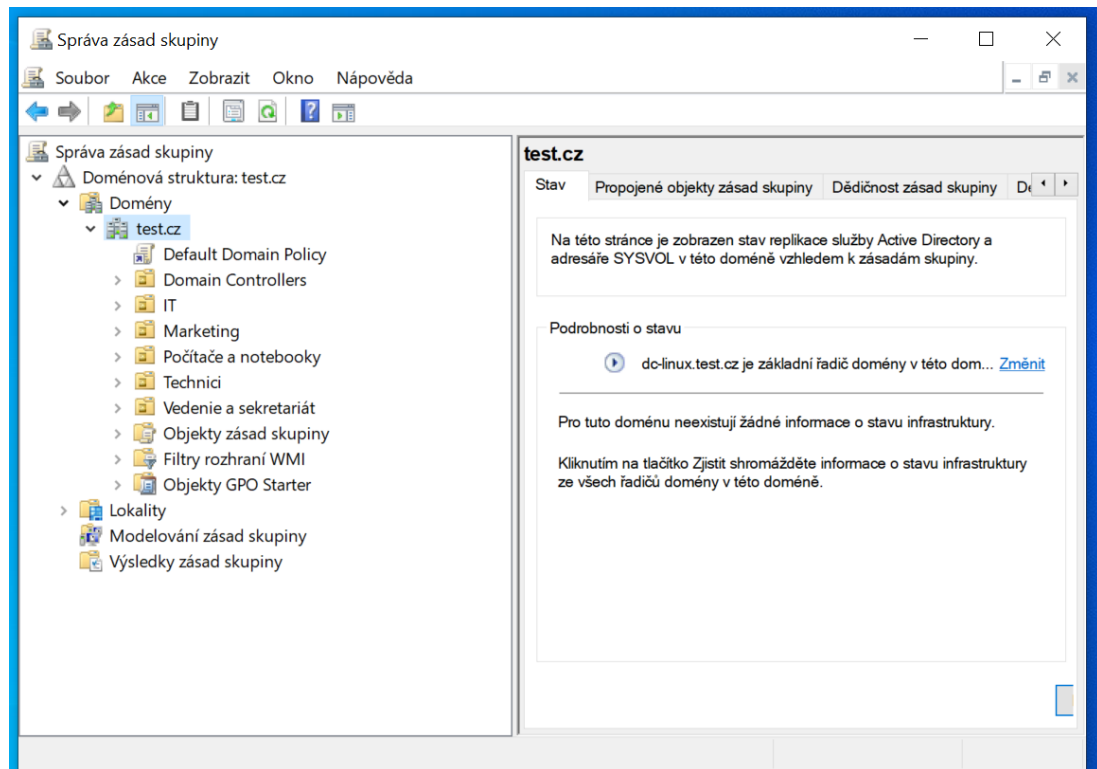 Správa zásad skupiny
Soubor Akce Zobrazit Okno Nápověda
Správa zásad skupiny
Doménová struktura: test.cz
Domény
test.cz
Default Domain Policy
Domain Controllers
IT
Marketing
Počítače a notebooky
Technici
Vedenie a sekretariát
Objekty zásad skupiny
Filtry rozhraní WMI
Objekty GPO Starter
Lokality
Modelování zásad skupiny
Výsledky zásad skupiny
test.cz
Stav Propojené objekty zásad skupiny Dědičnost zásad skupiny
Na této stránce je zobrazen stav replikace služby Active Directory a
adresáře SYSVOL v této doméně vzhledem k zásadám skupiny.
Podrobnosti o stavu
dc-linux.test.cz je základní řadič domény v této dom... Změnit
Pro tuto doménu neexistují žádné informace o stavu infrastruktury.
Kliknutím na tlačítko Zjistit shromážděte informace o stavu infrastruktury
ze všech řadičů domény v této doméně.